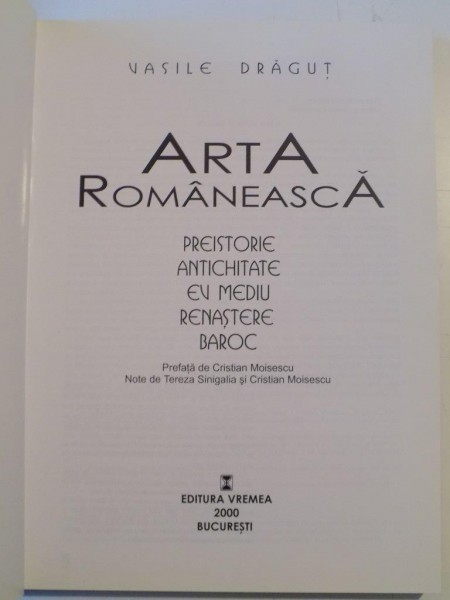 VASILE DRĂGUȚ
ARTA
ROMÂNEASCĂ
PREISTORIE
ANTICHITATE
EV MEDIU
RENAȘTERE
BAROC
Prefață de Cristian Moisescu
Note de Tereza Sinigalia și Cristian Moisescu
EDITURA VREMEA
2000
BUCUREȘTI